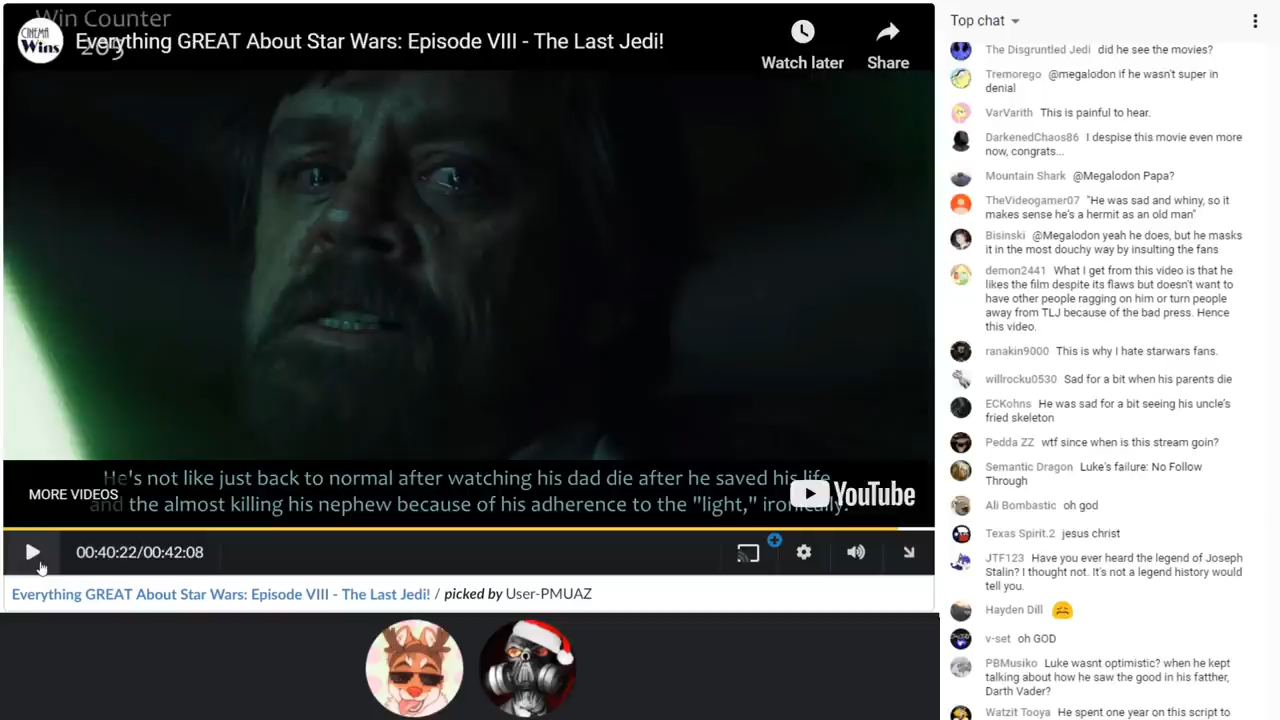 Win Counter
205
CINEMA
Wins
Everything GREAT About Star Wars: Episode VIII - The Last Jedi!
Watch later
Share
He's not like just back to normal after watching his dad die after he saved his life
and the almost killing his nephew because of his adherence to the "light," ironically.
MORE VIDEOS
YouTube
00:40:22/00:42:08
Everything GREAT About Star Wars: Episode VIII - The Last Jedi! / picked by User-PMUAZ
Top chat
The Disgruntled Jedi did he see the movies?
Tremorego @megalodon if he wasn't super in
denial
VarVarith This is painful to hear.
DarkenedChaos86 I despise this movie even more
now, congrats...
Mountain Shark @Megalodon Papa?
TheVideogamer07 "He was sad and whiny, so it
makes sense he's a hermit as an old man"
Bisinski @Megalodon yeah he does, but he masks
it in the most douchy way by insulting the fans
demon2441 What I get from this video is that he
likes the film despite its flaws but doesn't want to
have other people ragging on him or turn people
away from TLJ because of the bad press. Hence
this video.
ranakin9000 This is why I hate starwars fans.
willrocku0530 Sad for a bit when his parents die
ECKohns He was sad for a bit seeing his uncle's
fried skeleton
Pedda ZZ wtf since when is this stream goin?
Semantic Dragon Luke's failure: No Follow
Through
Ali Bombastic oh god
Texas Spirit.2 jesus christ
JTF123 Have you ever heard the legend of Joseph
Stalin? I thought not. It's not a legend history would
tell you.
Hayden Dill
v-set oh GOD
PBMusiko Luke wasnt optimistic? when he kept
talking about how he saw the good in his fatther,
Darth Vader?
Watzit Tooya He spent one year on this script to